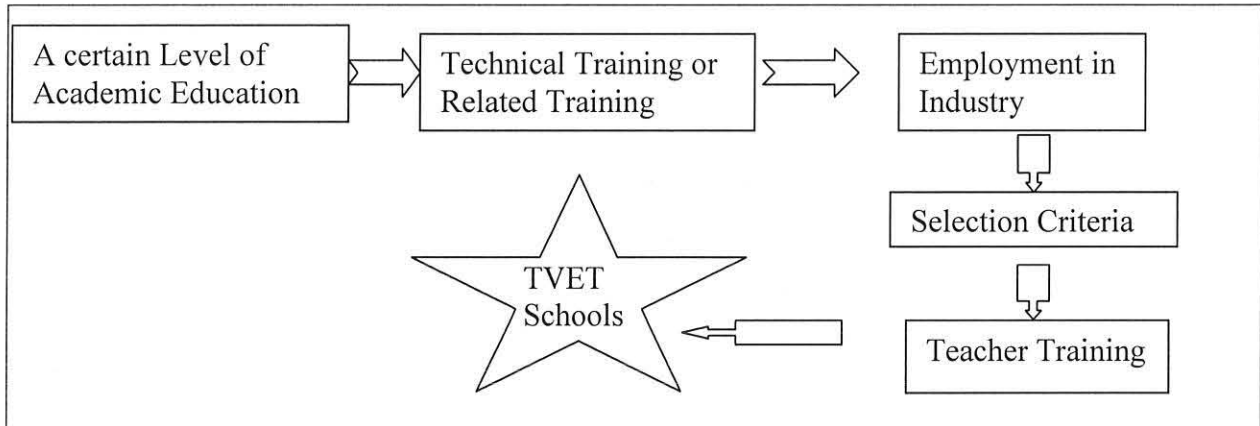 A certain Level of
Academic Education
Technical Training or
Related Training
Employment in
Industry
Selection Criteria
Teacher Training
TVET
Schools